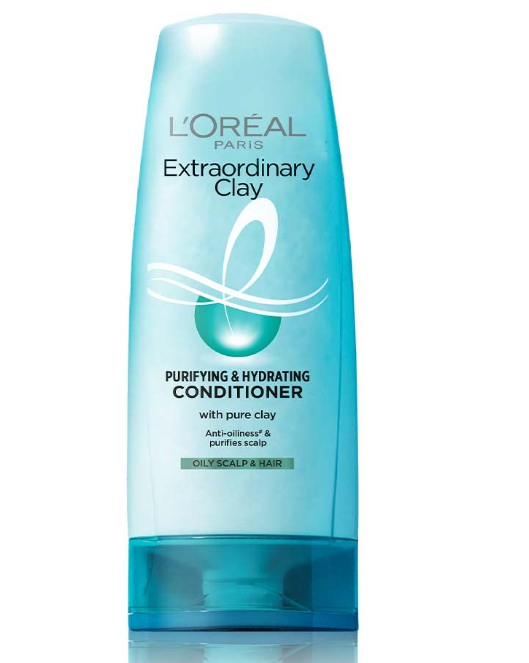 L'ORÉAL
PARIS
Extraordinary
Clay
PURIFYING & HYDRATING
CONDITIONER
with pure clay
Anti-oiliness# &
purifies scalp
OILY SCALP & HAIR